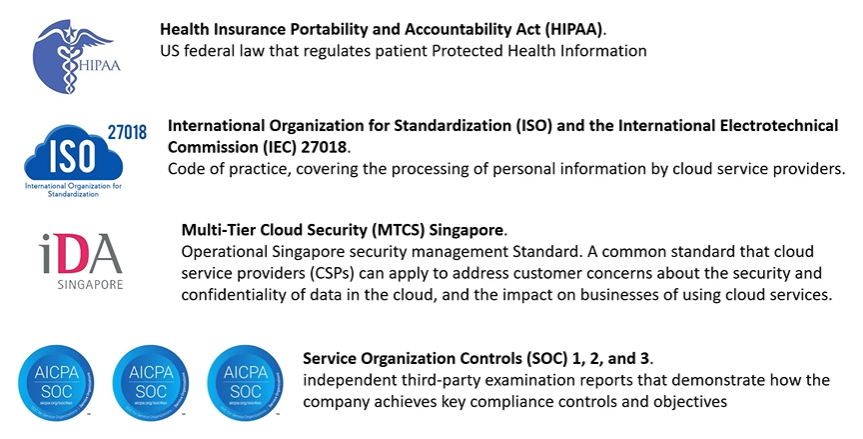 HIPAA
Health Insurance Portability and Accountability Act (HIPAA).
US federal law that regulates patient Protected Health Information
27018
ISO
International Organization for
Standardization
International Organization for Standardization (ISO) and the International Electrotechnical
Commission (IEC) 27018.
Code of practice, covering the processing of personal information by cloud service providers.
iDA
SINGAPORE
Multi-Tier Cloud Security (MTCS) Singapore.
Operational Singapore security management Standard. A common standard that cloud
service providers (CSPs) can apply to address customer concerns about the security and
confidentiality of data in the cloud, and the impact on businesses of using cloud services.
AICPA
SOC
AICPA
SOC
AICPA
SOC
Service Organization Controls (SOC) 1, 2, and 3.
independent third-party examination reports that demonstrate how the
company achieves key compliance controls and objectives